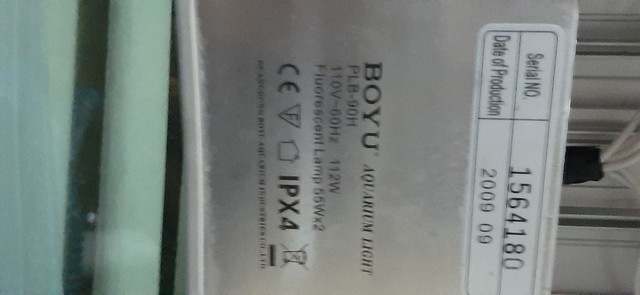 Serial NO. 1564180
Date of Production 2009 09
BOYU AQUARIUM LIGHT
PLB-90H
110V~60Hz 112W
Fluorescent Lamp 55Wx2
CE IPX4